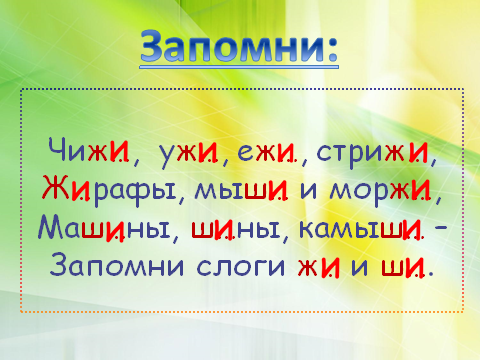 Запомни:
Чижи, ужи, ежи, стрижи,
Жирафы, мыши и моржи,
Машины, шины, камыши –
Запомни слоги жи и ши.